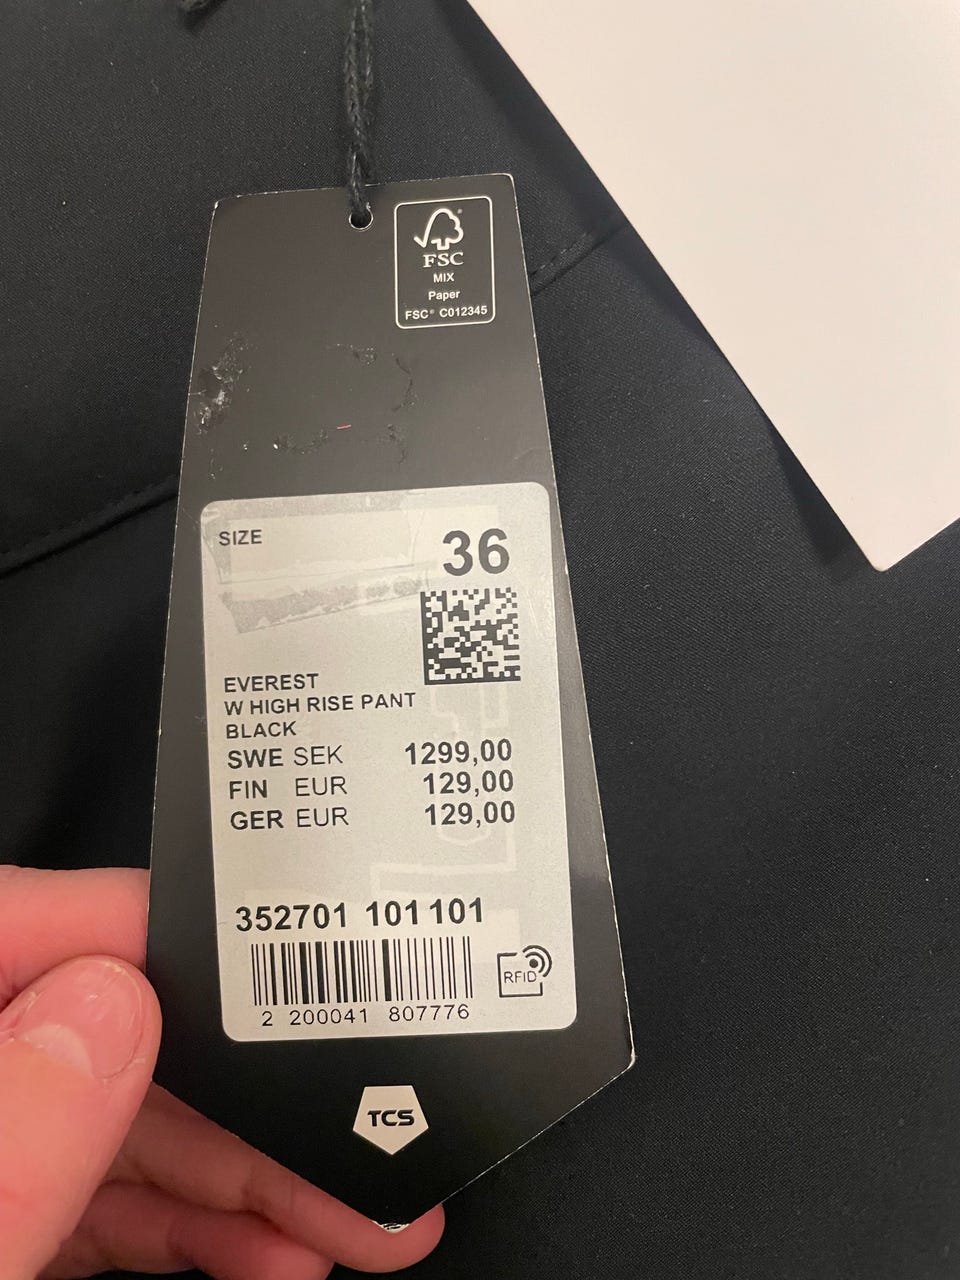 FSC
MIX
Paper
FSC® C012345
SIZE
36
EVEREST
W HIGH RISE PANT
BLACK
SWE SEK 1299,00
FIN EUR 129,00
GER EUR 129,00
352701 101 101
RFID
2 200041 807776
TCS